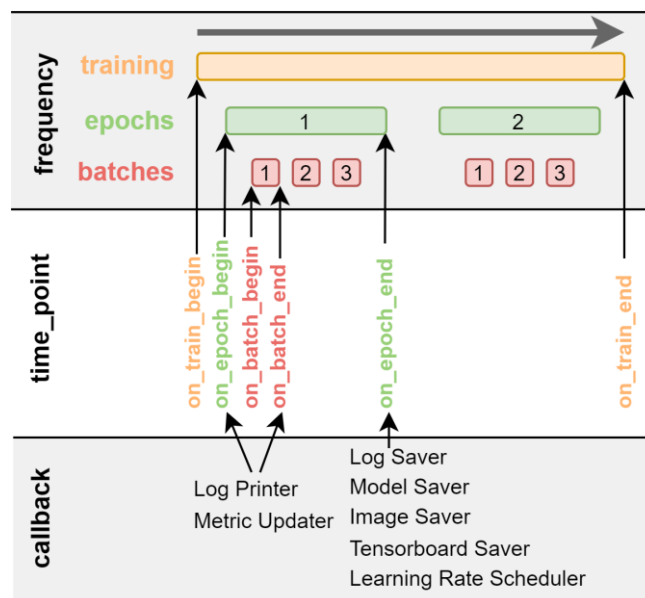 frequency
training
epochs
1
2
batches
1
2
3
1
2
3
time_point
on_train_begin
on_epoch_begin
on_batch_begin
on_batch_end
on_epoch_end
on_train_end
callback
Log Printer
Metric Updater
Log Saver
Model Saver
Image Saver
Tensorboard Saver
Learning Rate Scheduler